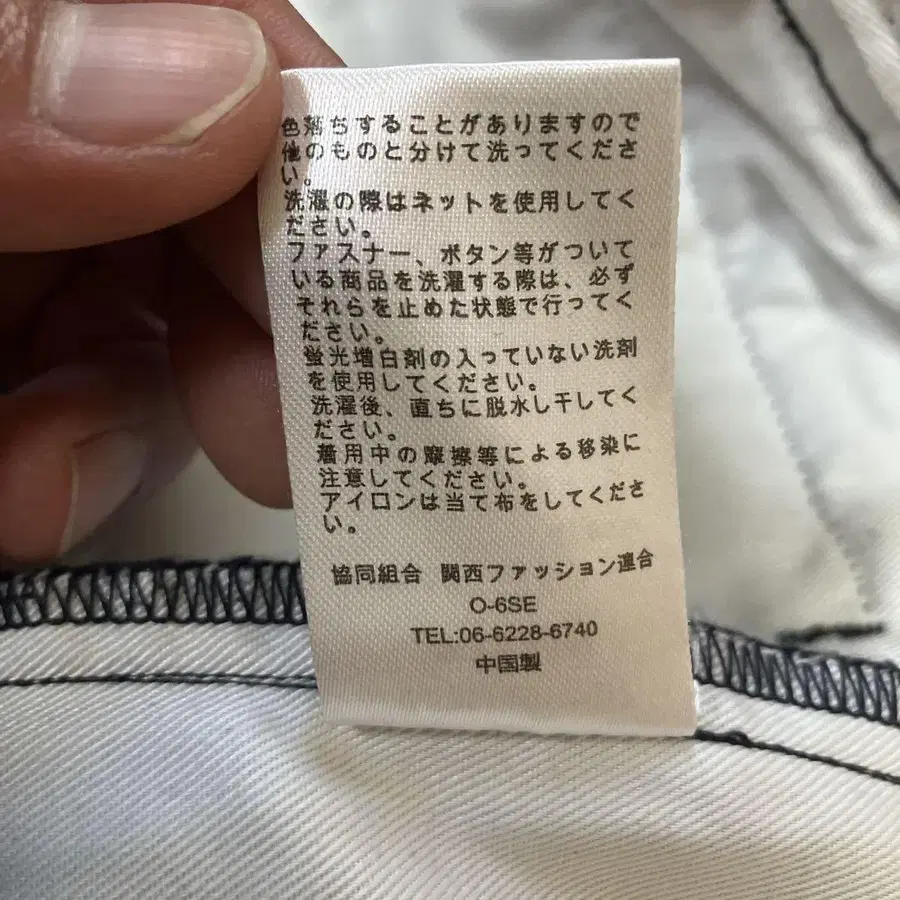 色落ちすることがありますので
他のものと分けて洗ってくださ
い。
洗濯の際はネットを使用してく
ださい。
ファスナー、ボタン等がついて
いる商品を洗濯する際は、必ず
それらを止めた状態で行ってく
ださい。
蛍光増白剤の入っていない洗剤
を使用してください。
洗濯後、直ちに脱水し干してく
ださい。
着用中の摩擦等による移染に
注意してください。
アイロンは当て布をしてくださ
い。
協同組合 関西ファッション連合
O-6SE
TEL:06-6228-6740
中国製